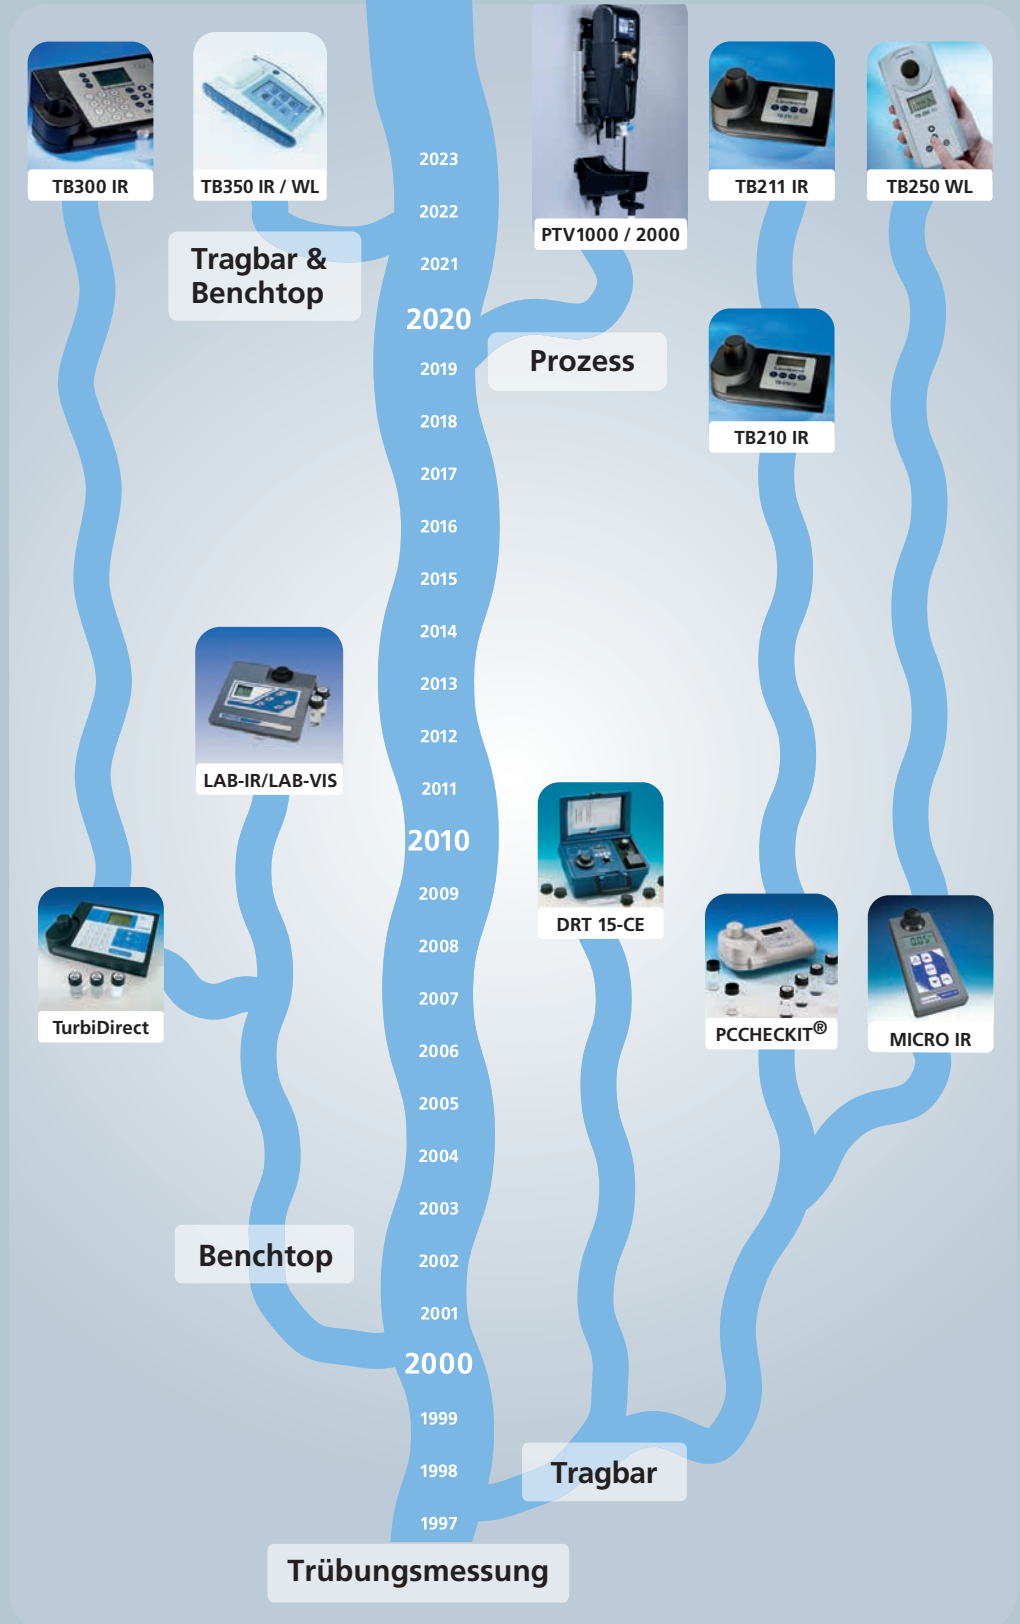 TB300 IR
TB350 IR / WL
PTV1000 / 2000
TB211 IR
TB250 WL
2023
2022
2021
2020
2019
2018
2017
2016
2015
2014
2013
2012
2011
2010
2009
2008
2007
2006
2005
2004
2003
2002
2001
2000
1999
1998
1997
Tragbar &
Benchtop
Prozess
TB210 IR
LAB-IR/LAB-VIS
DRT 15-CE
TurbiDirect
PCCHECKIT®
MICRO IR
Benchtop
Tragbar
Trübungsmessung